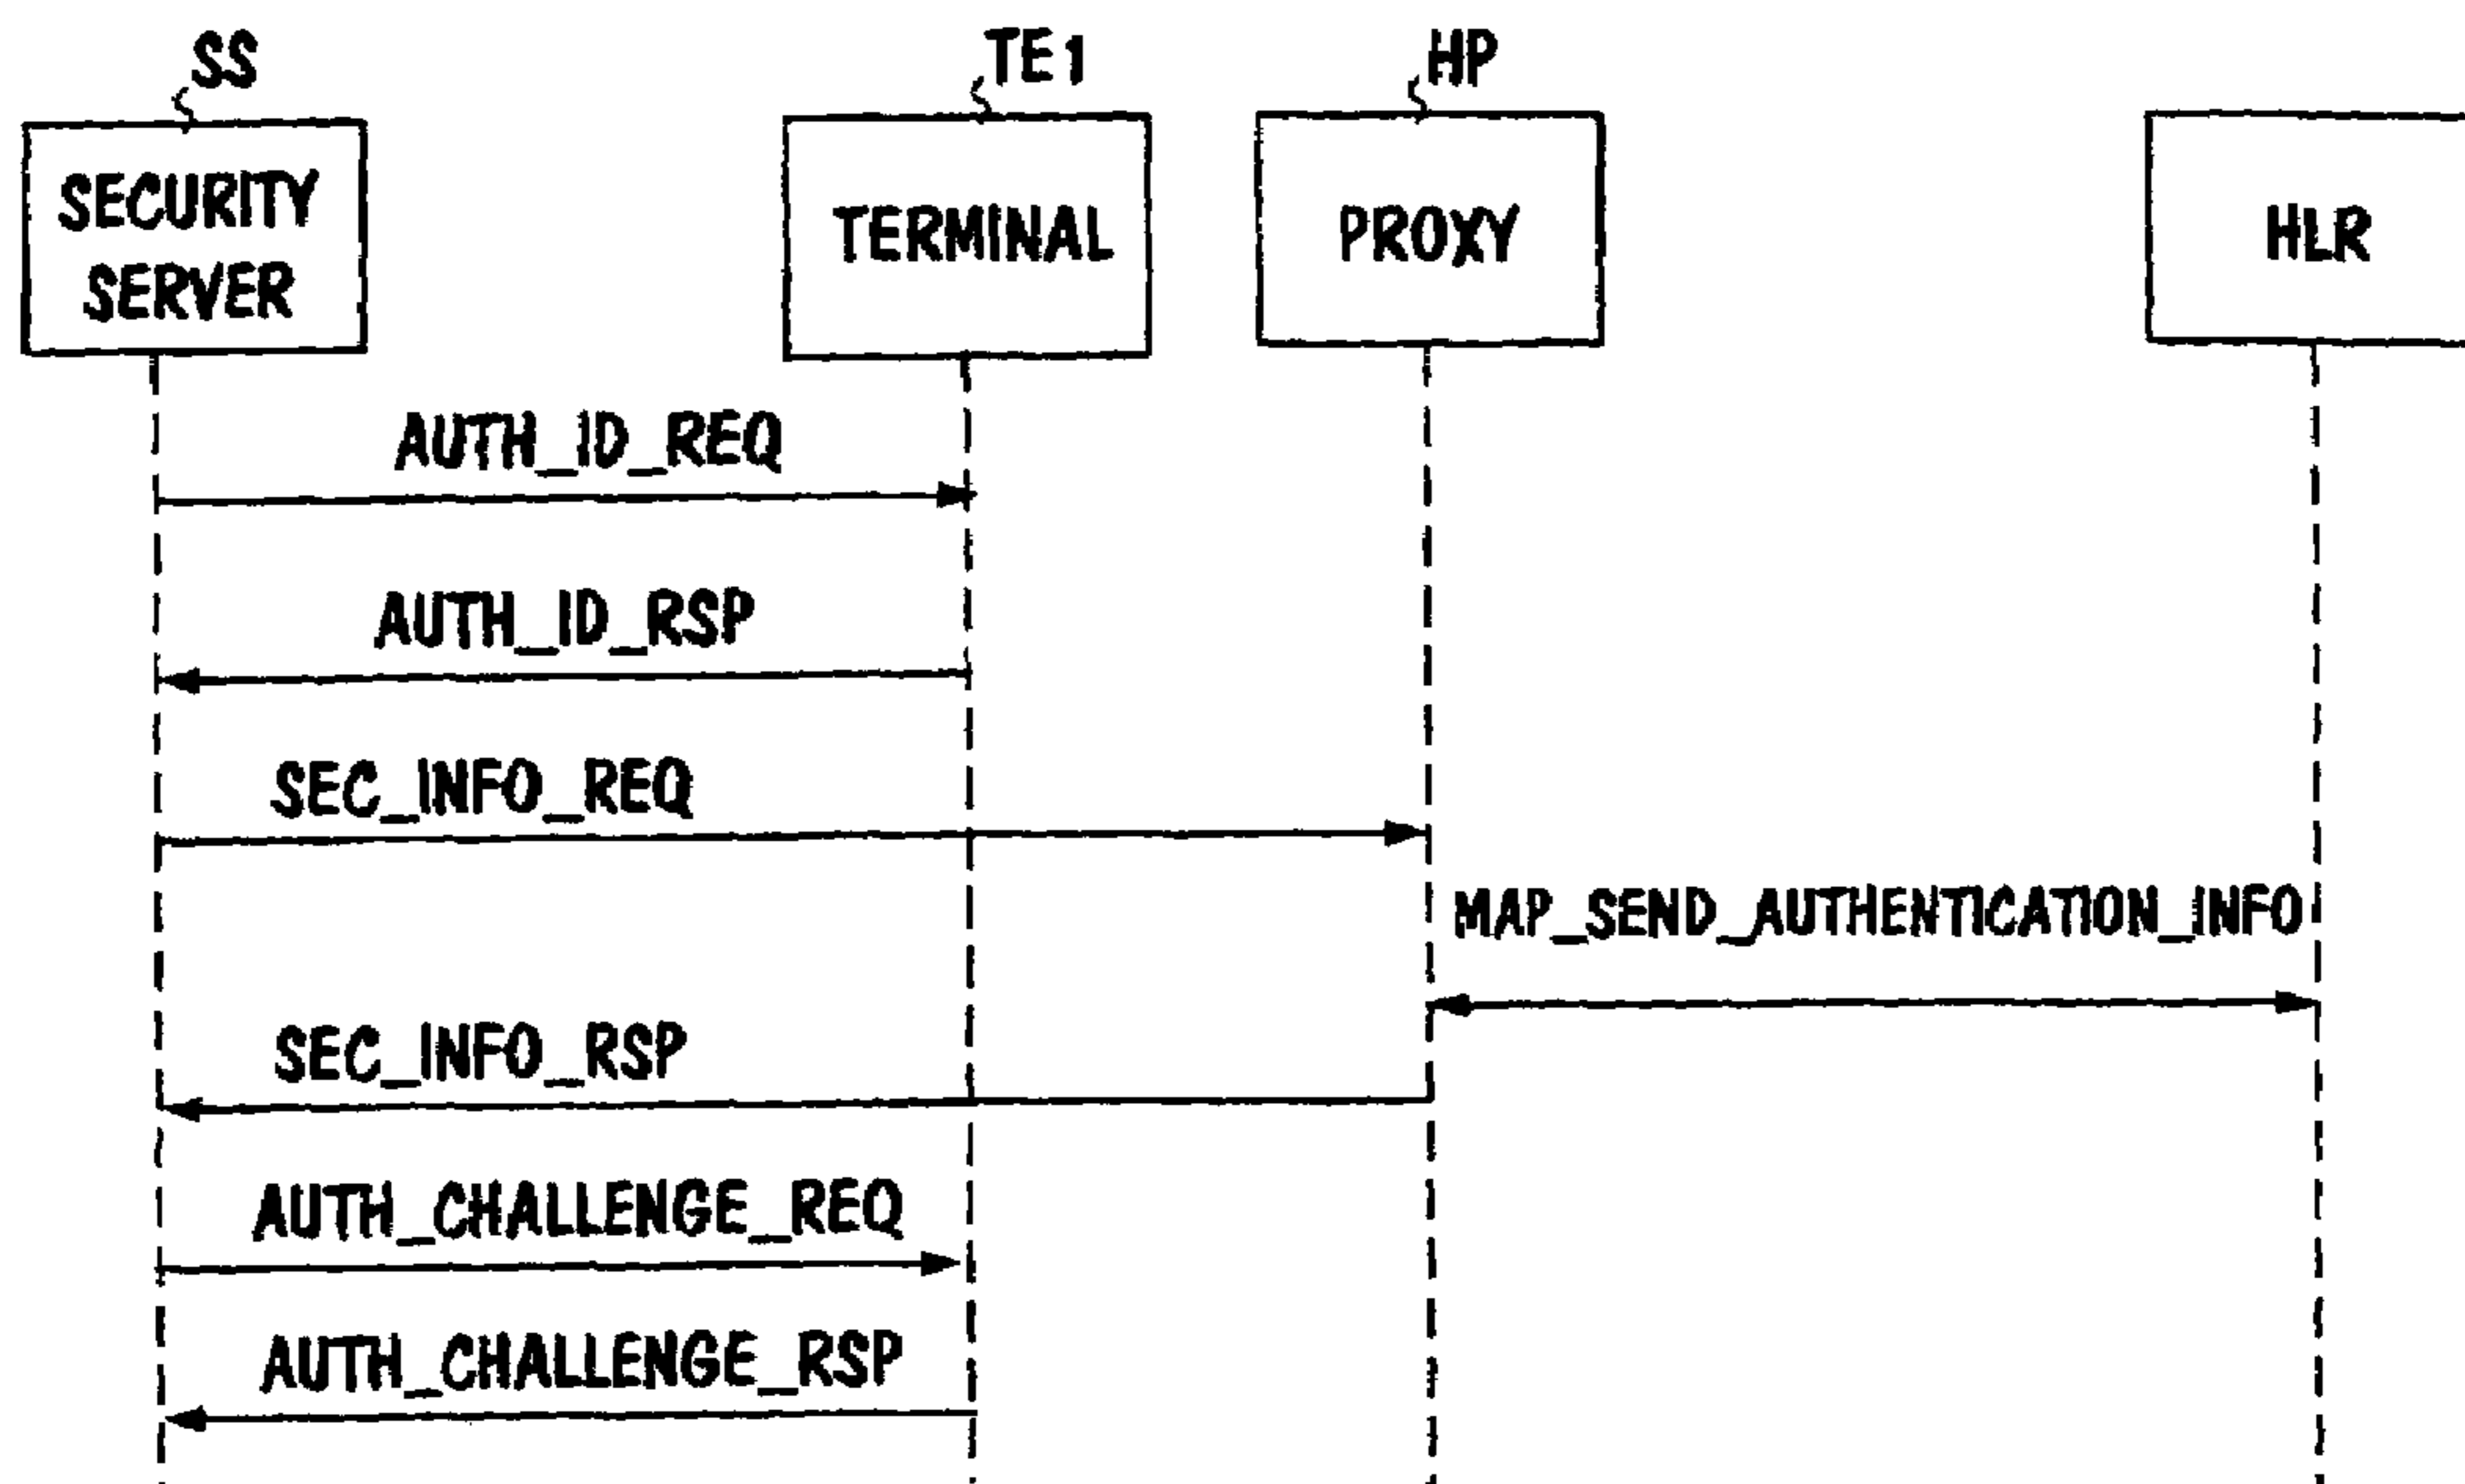 SS
TE1
HP
SECURITY
SERVER
TERMINAL
PROXY
HLR
AUTH_ID_REQ
AUTH_ID_RSP
SEC_INFO_REQ
MAP_SEND_AUTHENTICATION_INFO
SEC_INFO_RSP
AUTH_CHALLENGE_REQ
AUTH_CHALLENGE_RSP